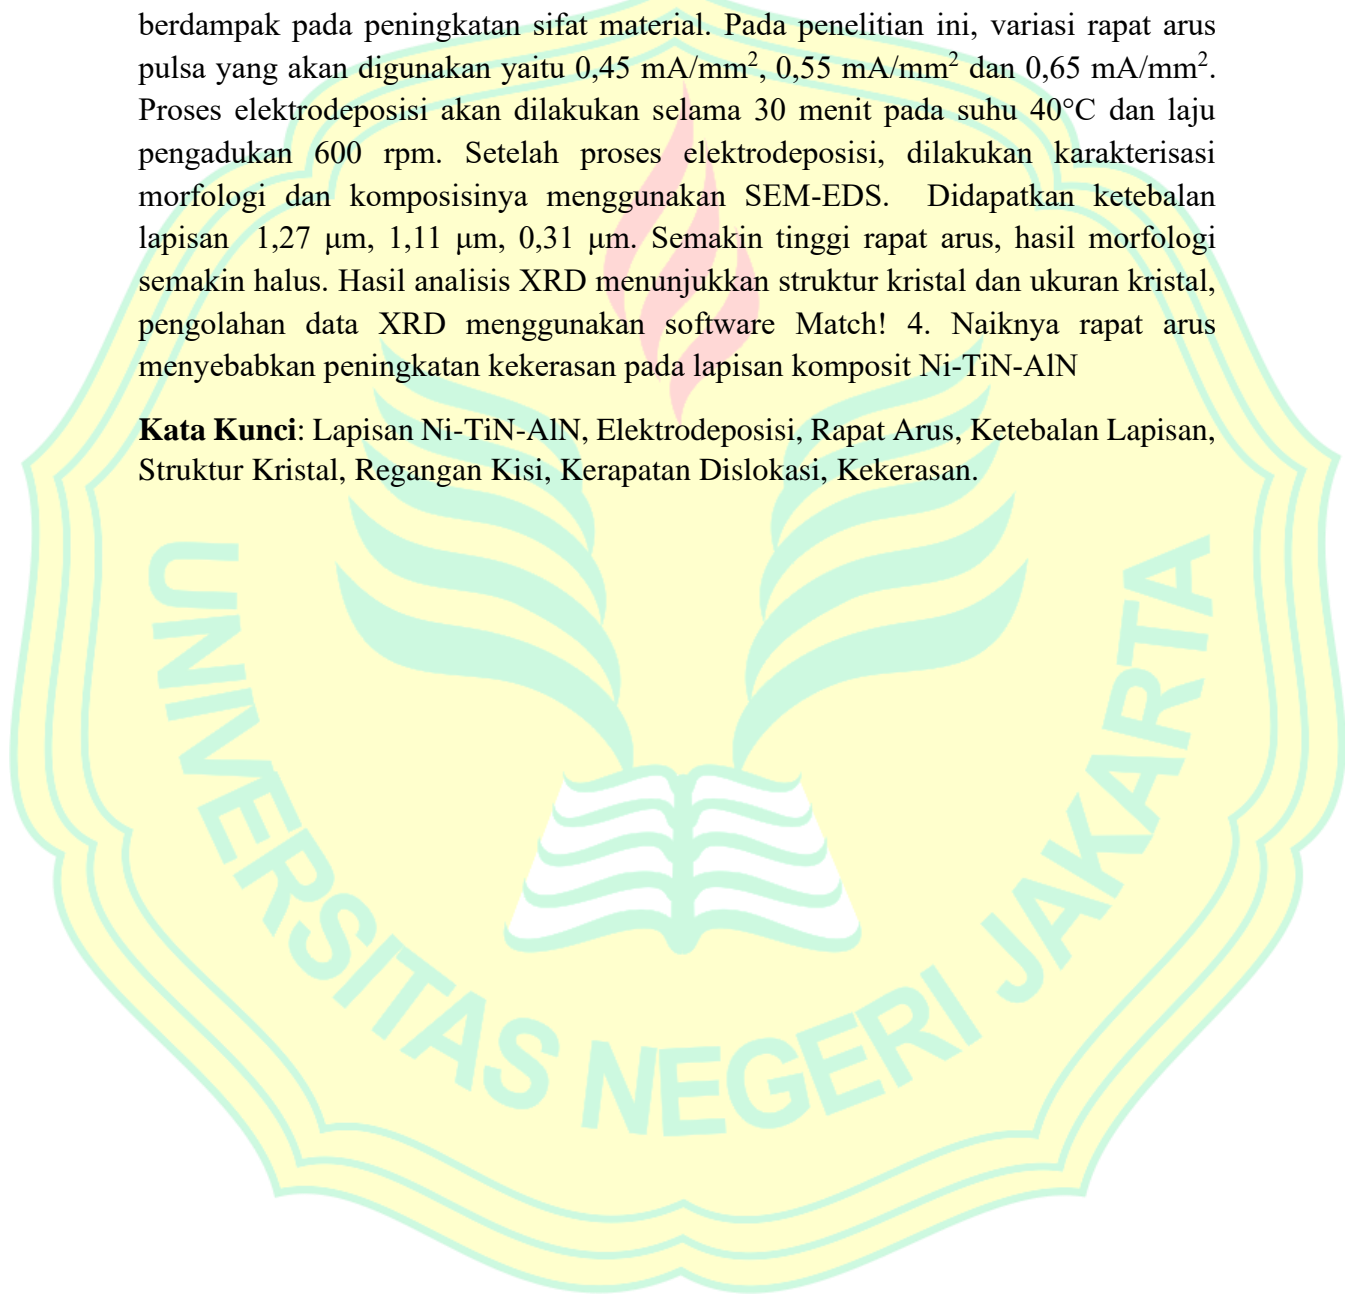 berdampak pada peningkatan sifat material. Pada penelitian ini, variasi rapat arus
pulsa yang akan digunakan yaitu 0,45 mA/mm², 0,55 mA/mm² dan 0,65 mA/mm².
Proses elektrodeposisi akan dilakukan selama 30 menit pada suhu 40°C dan laju
pengadukan 600 rpm. Setelah proses elektrodeposisi, dilakukan karakterisasi
morfologi dan komposisinya menggunakan SEM-EDS. Didapatkan ketebalan
lapisan 1,27 μm, 1,11 μm, 0,31 μm. Semakin tinggi rapat arus, hasil morfologi
semakin halus. Hasil analisis XRD menunjukkan struktur kristal dan ukuran kristal,
pengolahan data XRD menggunakan software Match! 4. Naiknya rapat arus
menyebabkan peningkatan kekerasan pada lapisan komposit Ni-TiN-AlN
Kata Kunci: Lapisan Ni-TiN-AlN, Elektrodeposisi, Rapat Arus, Ketebalan Lapisan,
Struktur Kristal, Regangan Kisi, Kerapatan Dislokasi, Kekerasan.
UNIVERSITAS NEGERI JAKARTA